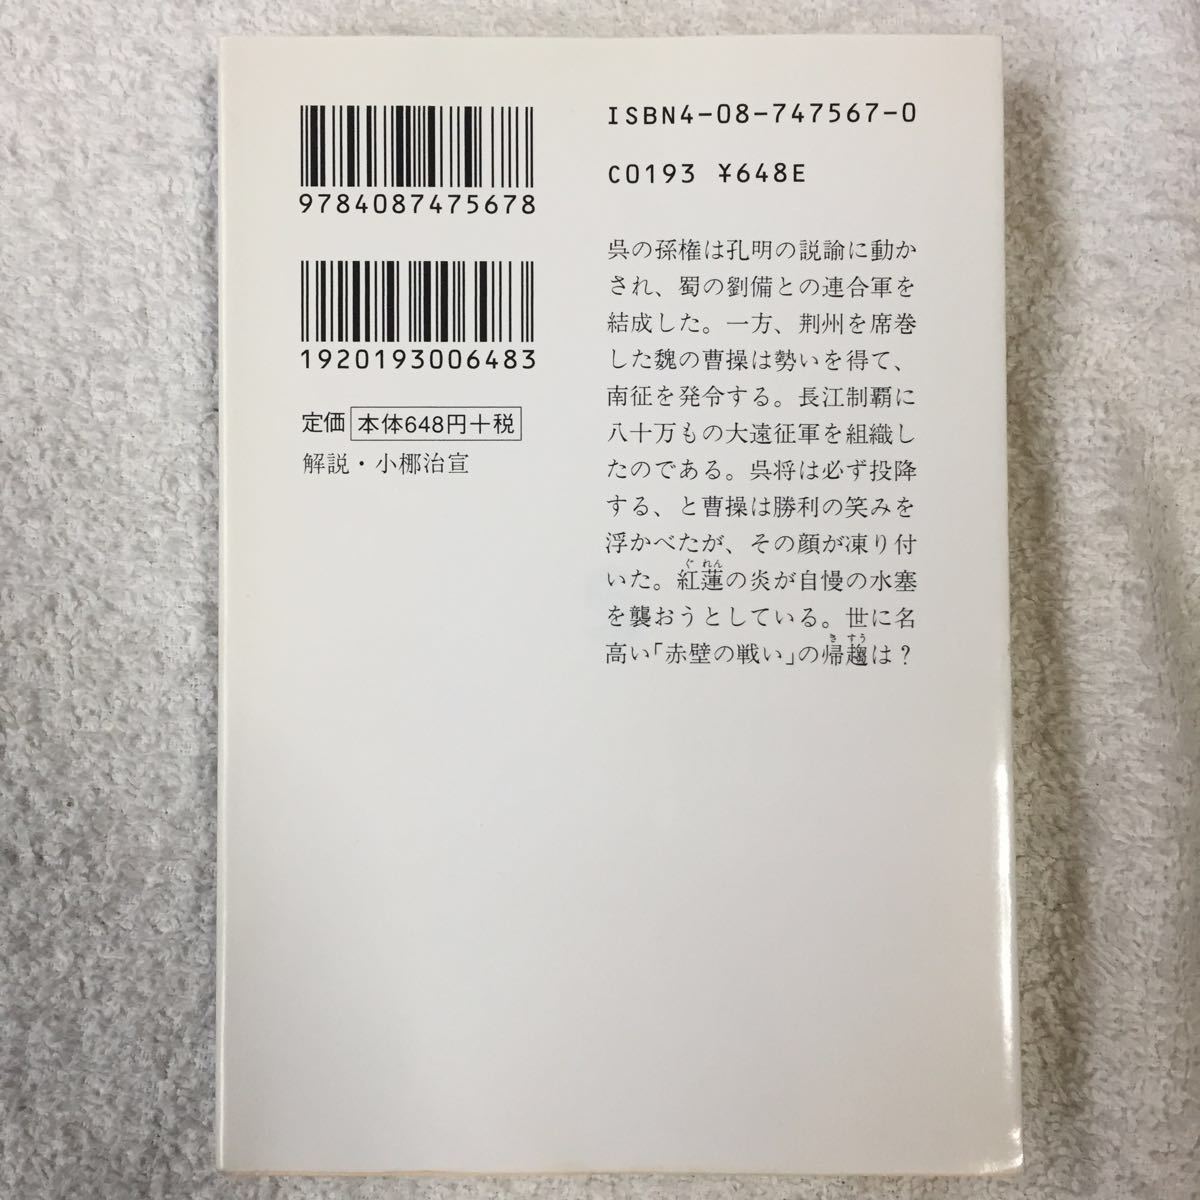 9784087475678
1920193006483
定価 本体648円+税
解説・小梛治宣
ISBN4-08-747567-0
C0193 ¥648E
呉の孫権は孔明の説諭に動か
され、蜀の劉備との連合軍を
結成した。一方、荆州を席巻
した魏の曹操は勢いを得て、
南征を発令する。長江制覇に
八十万もの大遠征軍を組織し
たのである。呉将は必ず投降
する、と曹操は勝利の笑みを
浮かべたが、その顔が凍り付
ぐれん
いた。紅蓮の炎が自慢の水塞
を襲おうとしている。世に名
きすう
高い「赤壁の戦い」の帰趨は？